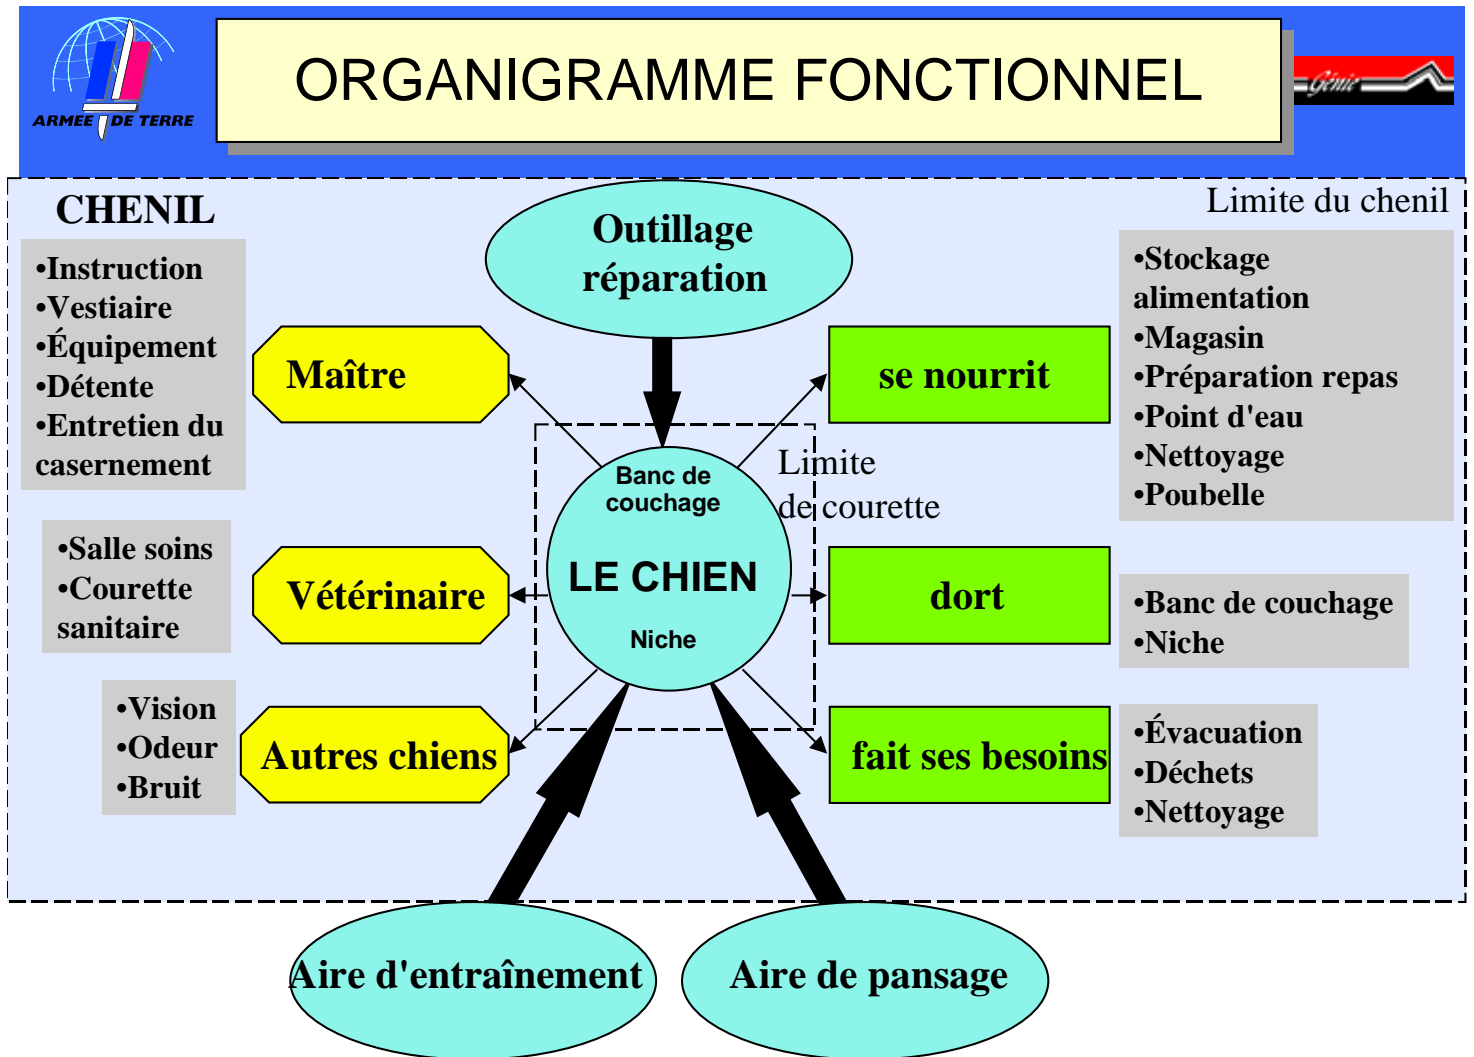 ORGANIGRAMME FONCTIONNEL
ARMEE DE TERRE
Génie
CHENIL
Limite du chenil
•Instruction
•Vestiaire
•Équipement
•Détente
•Entretien du
casernement
Outillage
réparation
•Stockage
alimentation
•Magasin
•Préparation repas
•Point d'eau
•Nettoyage
•Poubelle
Maître
se nourrit
Limite
de courette
Banc de
couchage
LE CHIEN
Niche
•Salle soins
•Courette
sanitaire
Vétérinaire
dort
•Banc de couchage
•Niche
•Vision
•Odeur
•Bruit
Autres chiens
fait ses besoins
•Évacuation
•Déchets
•Nettoyage
Aire d'entraînement
Aire de pansage